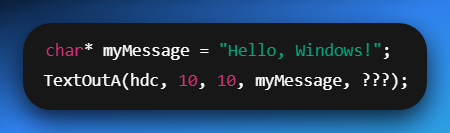 char* myMessage = "Hello, Windows!";
TextOutA(hdc, 10, 10, myMessage, ???);